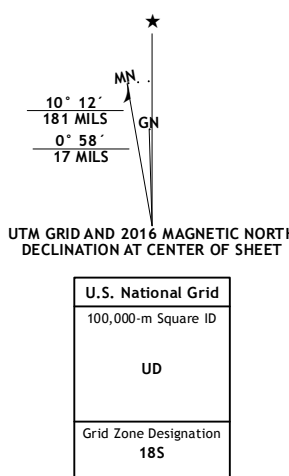 ★
MN
10° 12´
181 MILS
GN
0° 58´
17 MILS
UTM GRID AND 2016 MAGNETIC NORTH
DECLINATION AT CENTER OF SHEET
U.S. National Grid
100,000-m Square ID
UD
Grid Zone Designation
18S